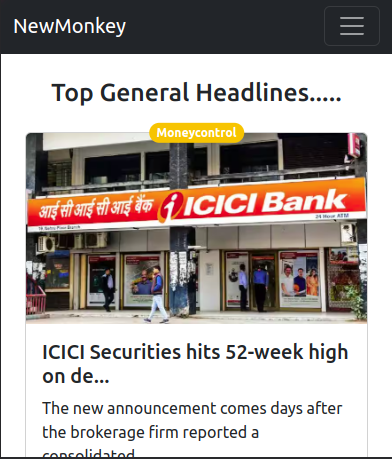 NewMonkey
Top General Headlines.....
Moneycontrol
आई सी आई सी आई बैंक ICICI Bank
24 Hour ATM
ICICI Securities hits 52-week high
on de...
The new announcement comes days after
the brokerage firm reported a
consolidated